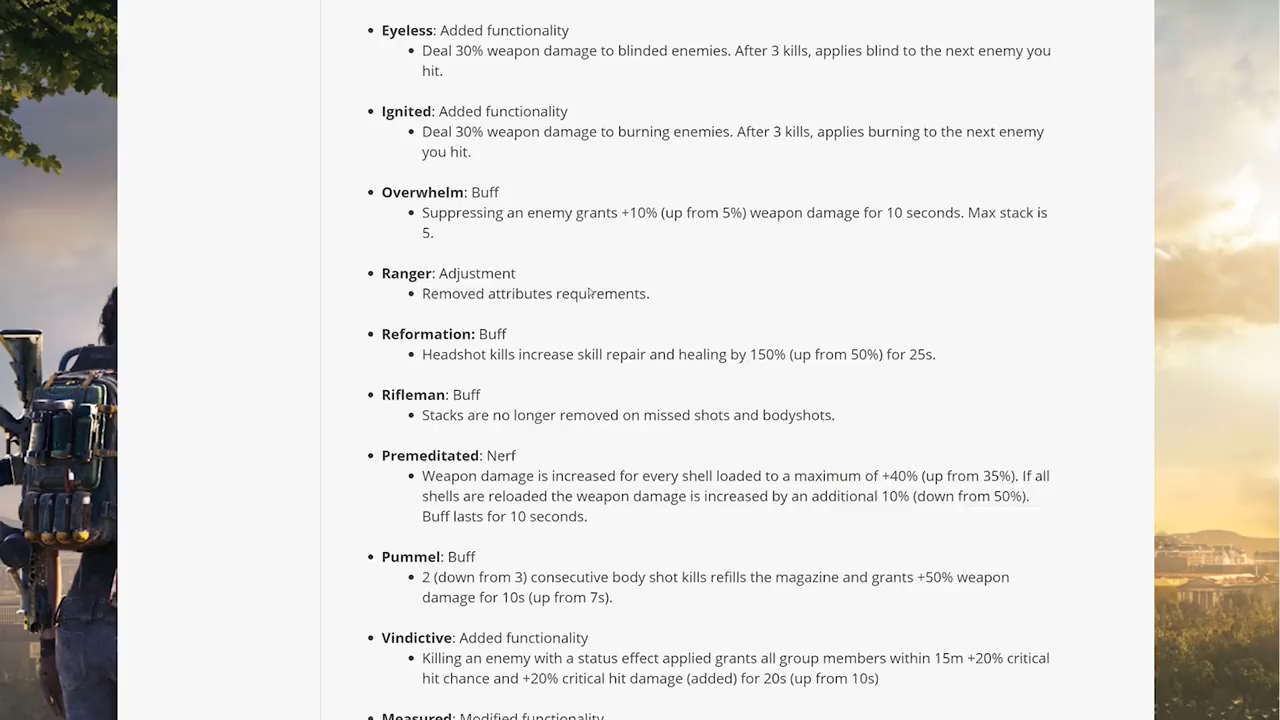 Eyeless: Added functionality
Deal 30% weapon damage to blinded enemies. After 3 kills, applies blind to the next enemy you
hit.
Ignited: Added functionality
Deal 30% weapon damage to burning enemies. After 3 kills, applies burning to the next enemy
you hit.
Overwhelm: Buff
Suppressing an enemy grants +10% (up from 5%) weapon damage for 10 seconds. Max stack is
5.
Ranger: Adjustment
Removed attributes requirements.
Reformation: Buff
Headshot kills increase skill repair and healing by 150% (up from 50%) for 25s.
Rifleman: Buff
Stacks are no longer removed on missed shots and bodyshots.
Premeditated: Nerf
Weapon damage is increased for every shell loaded to a maximum of +40% (up from 35%). If all
shells are reloaded the weapon damage is increased by an additional 10% (down from 50%).
Buff lasts for 10 seconds.
Pummel: Buff
2 (down from 3) consecutive body shot kills refills the magazine and grants +50% weapon
damage for 10s (up from 7s).
Vindictive: Added functionality
Killing an enemy with a status effect applied grants all group members within 15m +20% critical
hit chance and +20% critical hit damage (added) for 20s (up from 10s)
Measured: Modified functionality